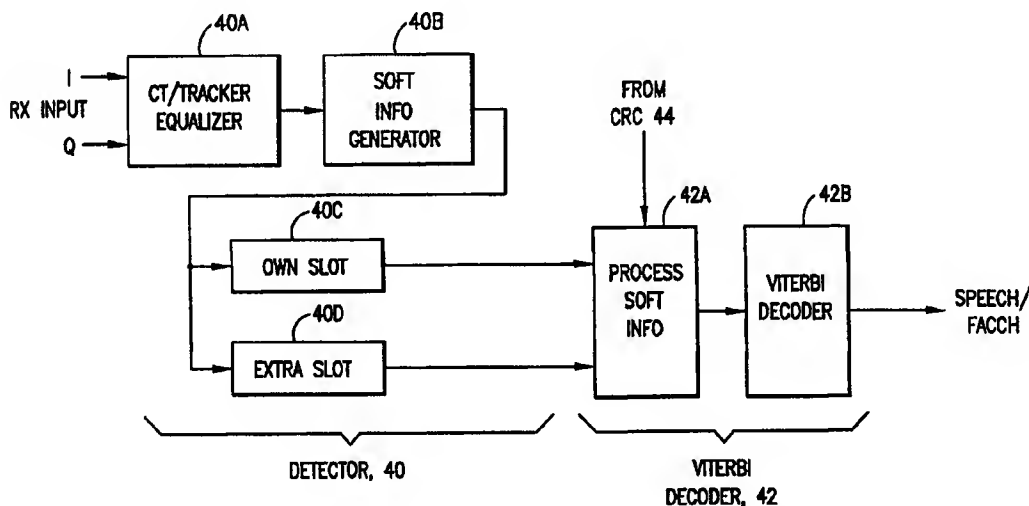 40A
40B
I
RX INPUT
Q
CT/TRACKER
EQUALIZER
SOFT
INFO
GENERATOR
FROM
CRC 44
40C
OWN SLOT
40D
EXTRA SLOT
42A
PROCESS
SOFT
INFO
42B
VITERBI
DECODER
SPEECH/
FACCH
DETECTOR, 40
VITERBI
DECODER, 42